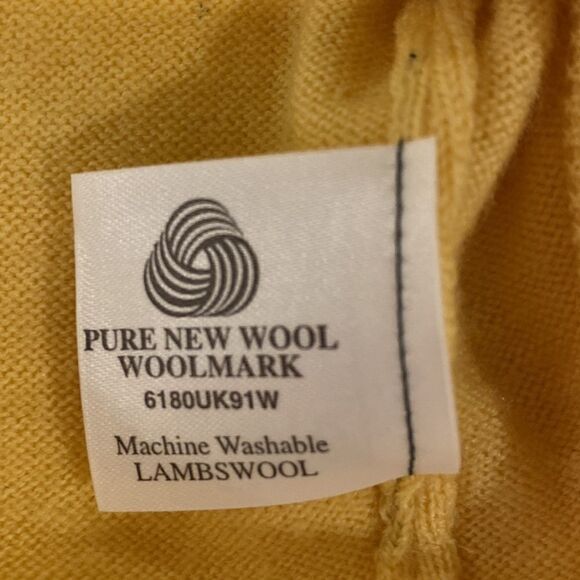 PURE NEW WOOL
WOOLMARK
6180UK91W
Machine Washable
LAMBSWOOL